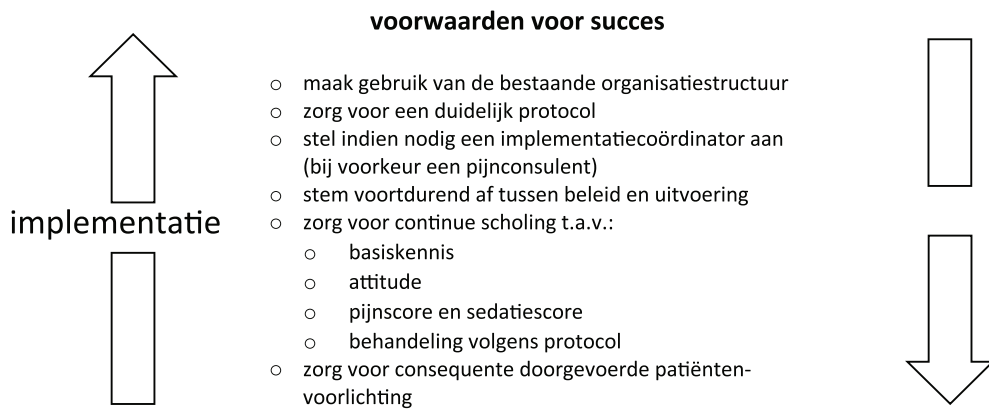 voorwaarden voor succes
○ maak gebruik van de bestaande organisatiestructuur
○ zorg voor een duidelijk protocol
○ stel indien nodig een implementatiecoördinator aan
(bij voorkeur een pijnconsulent)
○ stem voortdurend af tussen beleid en uitvoering
implementatie
○ zorg voor continue scholing t.a.v.:
○ basiskennis
○ attitude
○ pijnscore en sedatiescore
○ behandeling volgens protocol
○ zorg voor consequente doorgevoerde patiënten-
voorlichting